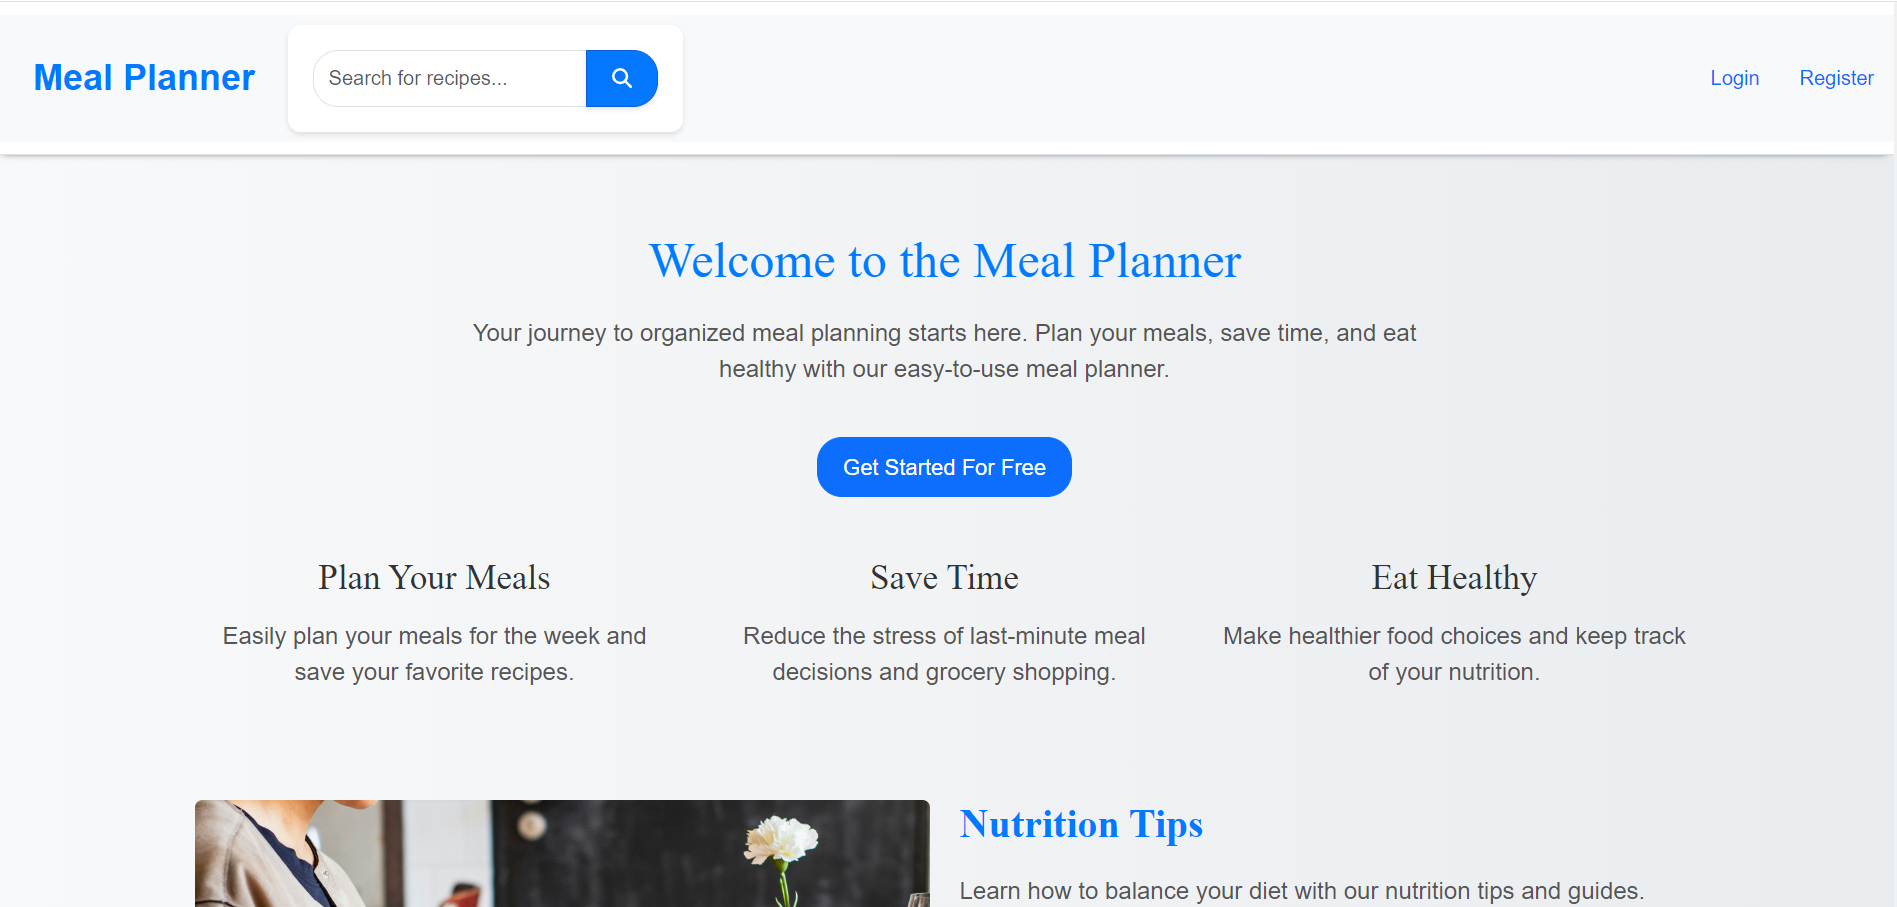 Meal Planner
Search for recipes...
Login
Register
Welcome to the Meal Planner
Your journey to organized meal planning starts here. Plan your meals, save time, and eat
healthy with our easy-to-use meal planner.
Get Started For Free
Plan Your Meals
Easily plan your meals for the week and
save your favorite recipes.
Save Time
Reduce the stress of last-minute meal
decisions and grocery shopping.
Eat Healthy
Make healthier food choices and keep track
of your nutrition.
Nutrition Tips
Learn how to balance your diet with our nutrition tips and guides.